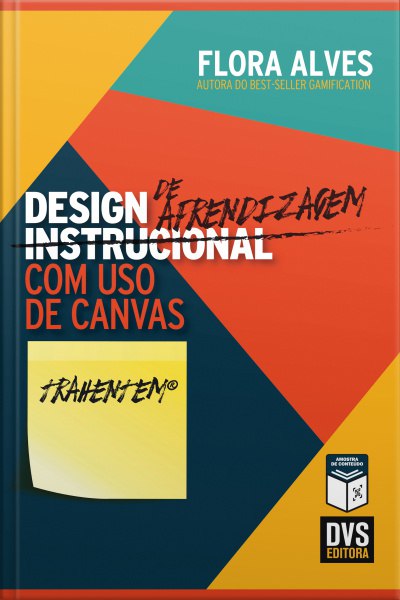 FLORA ALVES
AUTORA DO BEST-SELLER GAMIFICATION
DESIGN DE APRENDIZAGEM
INSTRUCIONAL
COM USO
DE CANVAS
TRAHENTEM®
AMOSTRA
DE CONTEÚDO
DVS
EDITORA